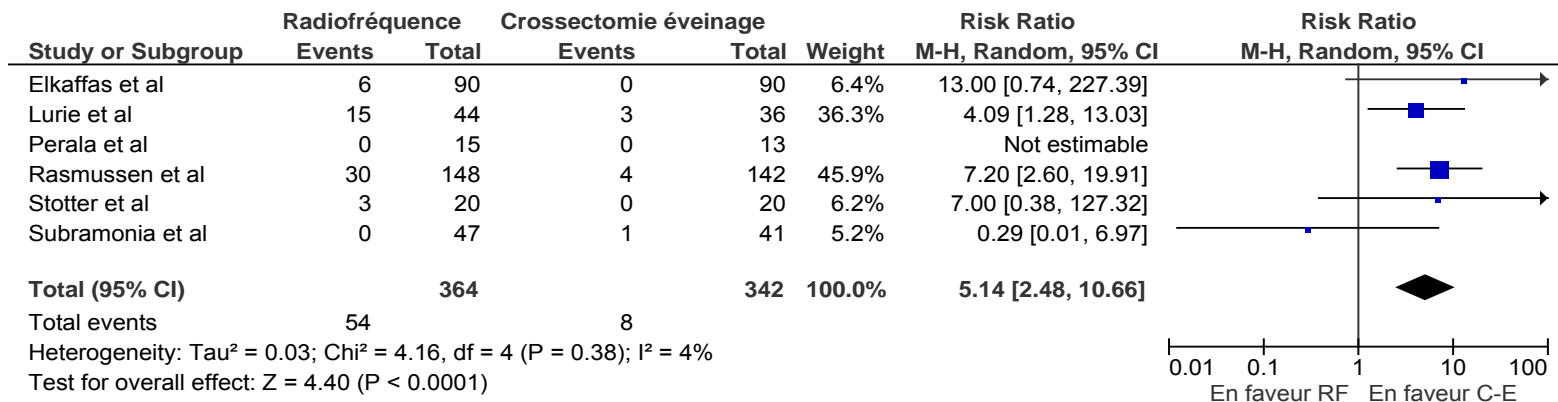 Radiofréquence Crossectomie éveinage Risk Ratio Risk Ratio
Study or Subgroup Events Total Events Total Weight M-H, Random, 95% CI M-H, Random, 95% CI
Elkaffas et al 6 90 0 90 6.4% 13.00 [0.74, 227.39]
Lurie et al 15 44 3 36 36.3% 4.09 [1.28, 13.03]
Perala et al 0 15 0 13 Not estimable
Rasmussen et al 30 148 4 142 45.9% 7.20 [2.60, 19.91]
Stotter et al 3 20 0 20 6.2% 7.00 [0.38, 127.32]
Subramonia et al 0 47 1 41 5.2% 0.29 [0.01, 6.97]
Total (95% CI) 364 342 100.0% 5.14 [2.48, 10.66]
Total events 54 8
Heterogeneity: Tau² = 0.03; Chi² = 4.16, df = 4 (P = 0.38); I² = 4%
Test for overall effect: Z = 4.40 (P < 0.0001)
0.01 0.1 1 10 100
En faveur RF En faveur C-E